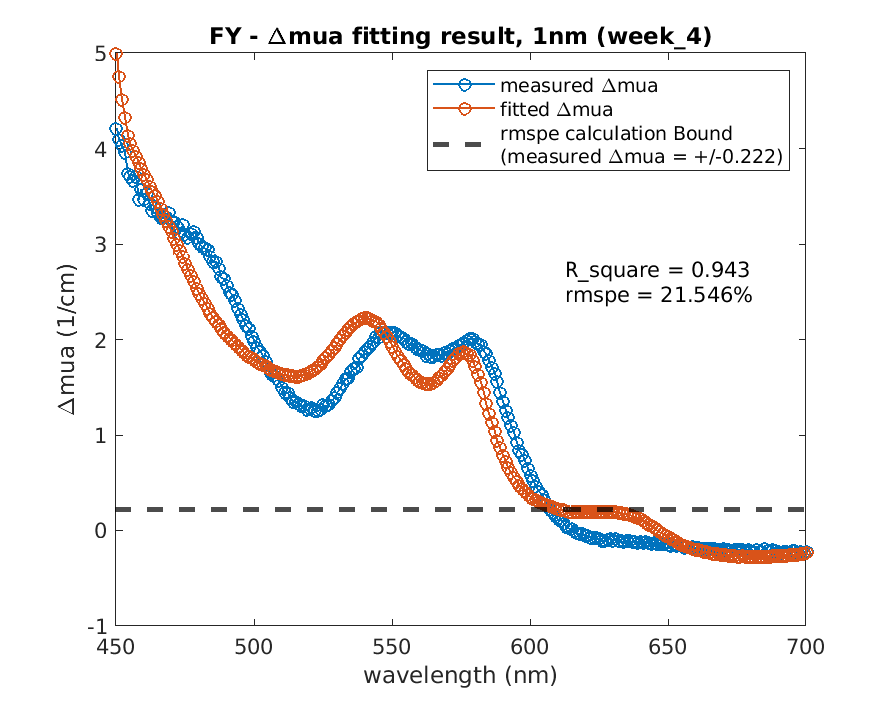 FY - Δmua fitting result, 1nm (week_4)
measured Δmua
fitted Δmua
rmspe calculation Bound
(measured Δmua = +/-0.222)
R_square = 0.943
rmspe = 21.546%
Δmua (1/cm)
5
4
3
2
1
0
-1
450
500
550
600
650
700
wavelength (nm)